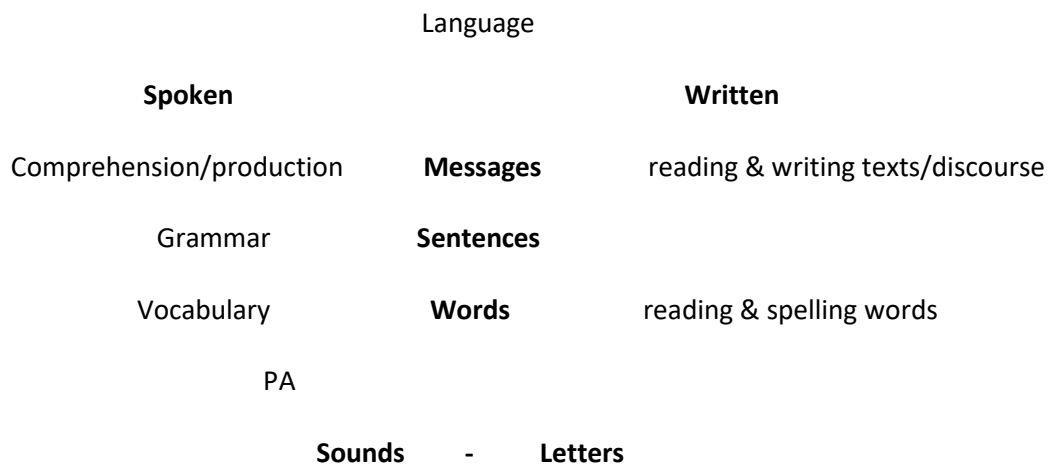 Language
Spoken Written
Comprehension/production Messages reading & writing texts/discourse
Grammar Sentences
Vocabulary Words reading & spelling words
PA
Sounds - Letters